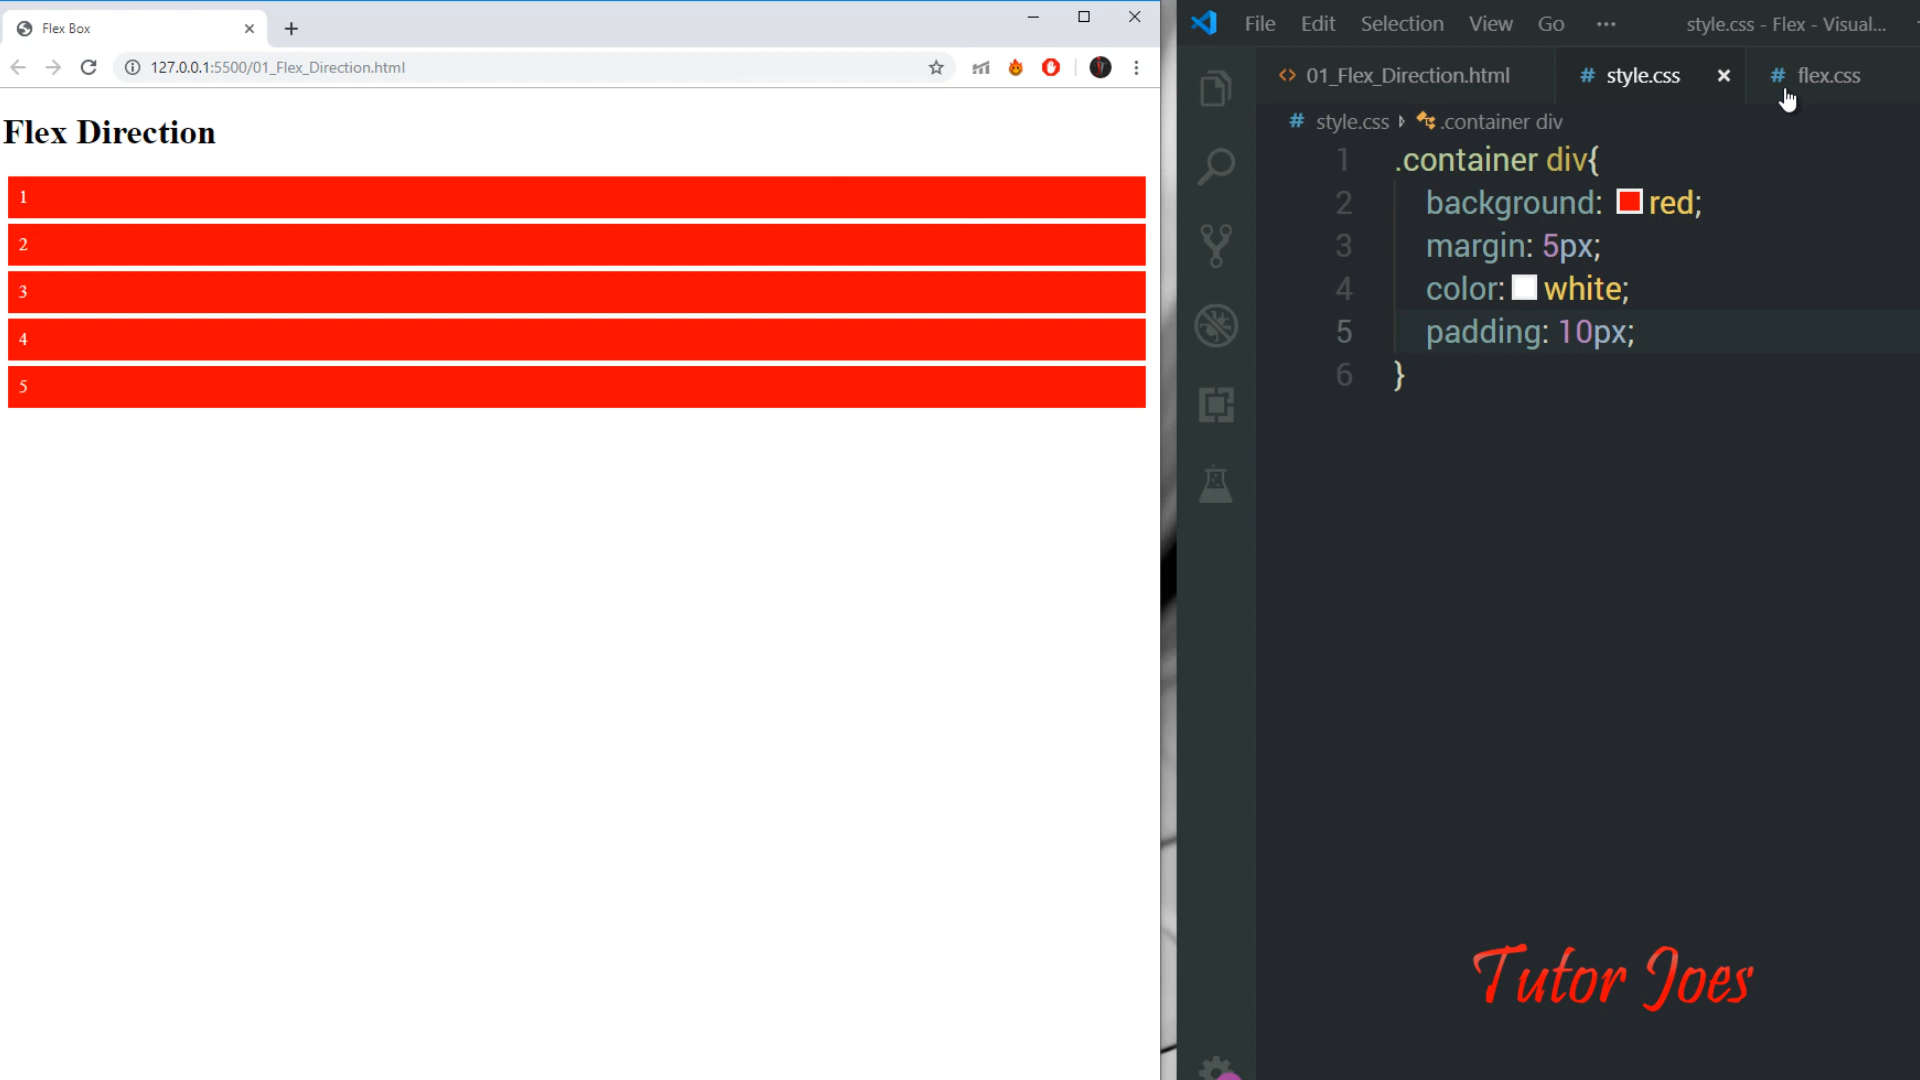 Flex Box
127.0.0.1:5500/01_Flex_Direction.html
Flex Direction
1
2
3
4
5
File Edit Selection View Go ··· style.css - Flex - Visual...
<> 01_Flex_Direction.html # style.css × # flex.css
# style.css .container div
1 .container div{
2 background: red;
3 margin: 5px;
4 color: white;
5 padding: 10px;
6 }
Tutor Joes